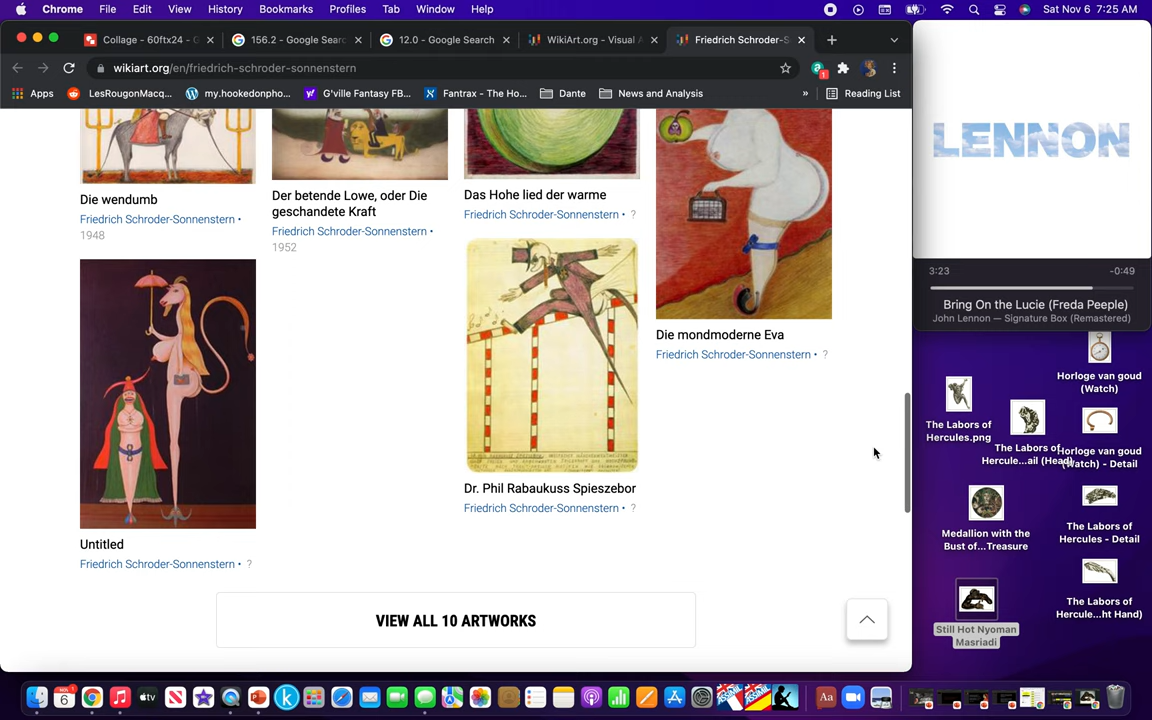 Chrome File Edit View History Bookmarks Profiles Tab Window Help
Sat Nov 6 7:25 AM
Collage - 60ftx24 -
156.2 - Google Sear
12.0 - Google Search
WikiArt.org - Visual
Friedrich Schroder-S
wikiart.org/en/friedrich-schroder-sonnenstern
1
Apps
LesRougonMacq...
my.hookedonpho...
G'ville Fantasy FB...
Fantrax - The Ho...
Dante
News and Analysis
»
Reading List
Die wendumb
Friedrich Schroder-Sonnenstern •
1948
Der betende Lowe, oder Die
geschandete Kraft
Friedrich Schroder-Sonnenstern •
1952
Das Hohe lied der warme
Friedrich Schroder-Sonnenstern • ?
Die mondmoderne Eva
Friedrich Schroder-Sonnenstern • ?
Dr. Phil Rabaukuss Spieszebor
Friedrich Schroder-Sonnenstern • ?
Untitled
Friedrich Schroder-Sonnenstern • ?
VIEW ALL 10 ARTWORKS
LENNON
3:23
-0:49
Bring On the Lucie (Freda Peeple)
John Lennon — Signature Box (Remastered)
Horloge van goud
(Watch)
The Labors of
Hercules.png
The Labors of
Hercule...ail (Head)
Horloge van goud
(Watch) - Detail
Medallion with the
Bust of...Treasure
The Labors of
Hercules - Detail
The Labors of
Hercule...ht Hand)
Still Hot Nyoman
Masriadi
NOV
6
tv
Aa